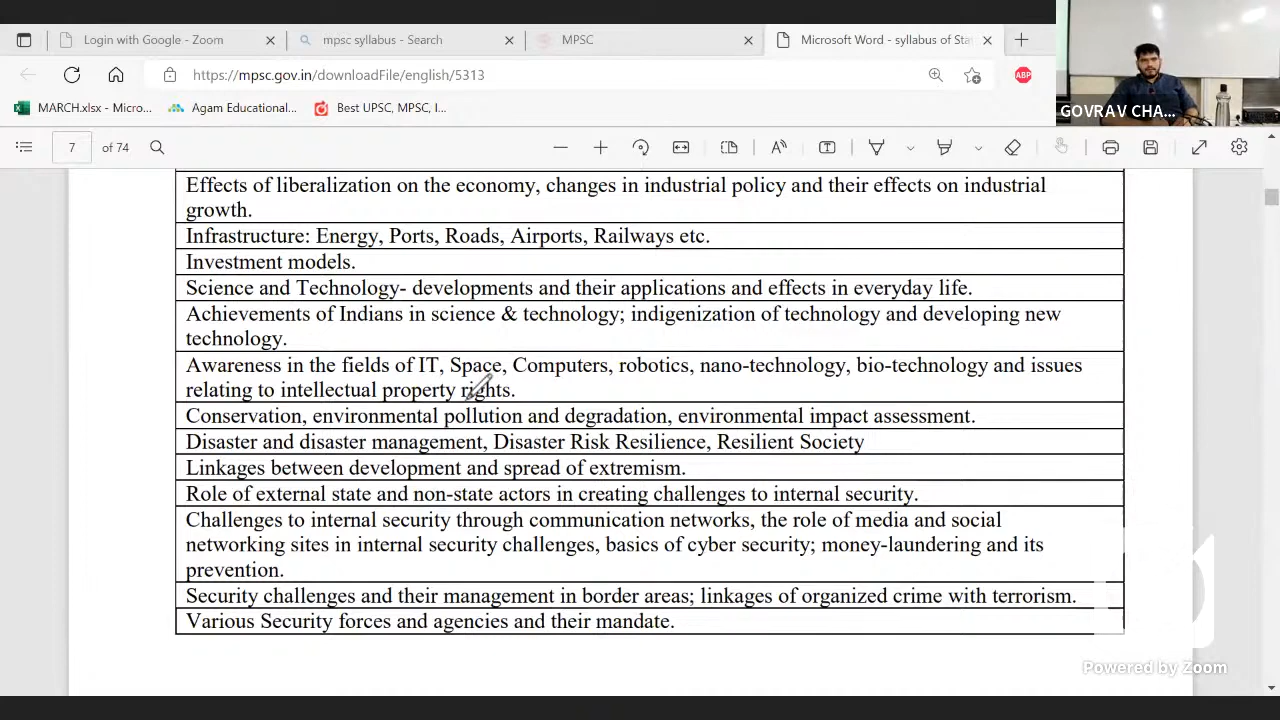 Login with Google - Zoom
mpsc syllabus - Search
MPSC
Microsoft Word - syllabus of Sta
https://mpsc.gov.in/downloadFile/english/5313
ABP
GOVRAV CHA...
MARCH.xlsx - Micro...
Agam Educational...
Best UPSC, MPSC, I...
7 of 74
Effects of liberalization on the economy, changes in industrial policy and their effects on industrial
growth.
Infrastructure: Energy, Ports, Roads, Airports, Railways etc.
Investment models.
Science and Technology- developments and their applications and effects in everyday life.
Achievements of Indians in science & technology; indigenization of technology and developing new
technology.
Awareness in the fields of IT, Space, Computers, robotics, nano-technology, bio-technology and issues
relating to intellectual property rights.
Conservation, environmental pollution and degradation, environmental impact assessment.
Disaster and disaster management, Disaster Risk Resilience, Resilient Society
Linkages between development and spread of extremism.
Role of external state and non-state actors in creating challenges to internal security.
Challenges to internal security through communication networks, the role of media and social
networking sites in internal security challenges, basics of cyber security; money-laundering and its
prevention.
Security challenges and their management in border areas; linkages of organized crime with terrorism.
Various Security forces and agencies and their mandate.
Powered by Zoom